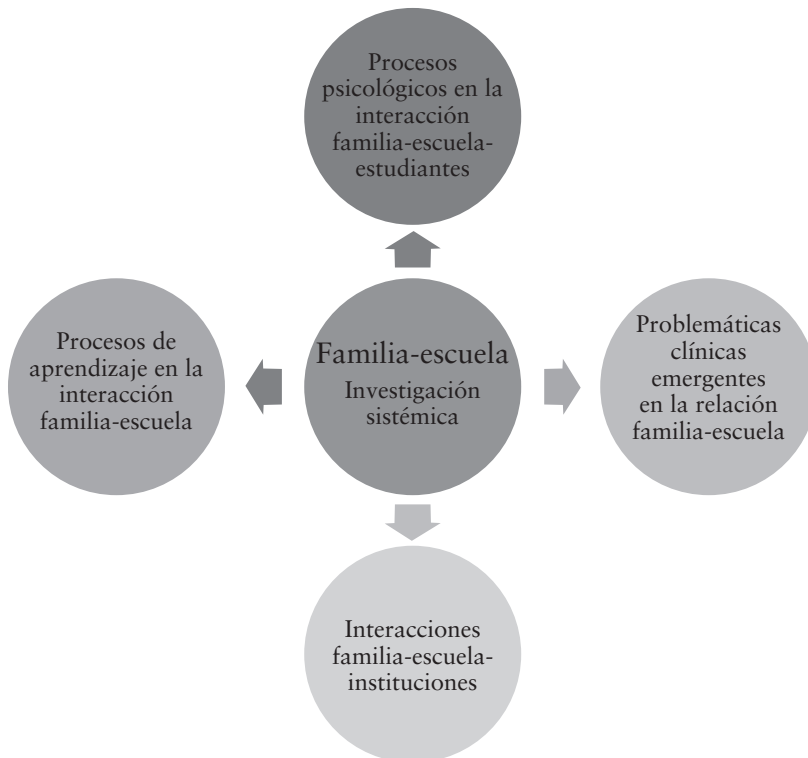 Procesos
psicológicos en la
interacción
familia-escuela-
estudiantes
Procesos de
aprendizaje en la
interacción
familia-escuela
Familia-escuela
Investigación
sistémica
Problemáticas
clínicas
emergentes
en la relación
familia-escuela
Interacciones
familia-escuela-
instituciones